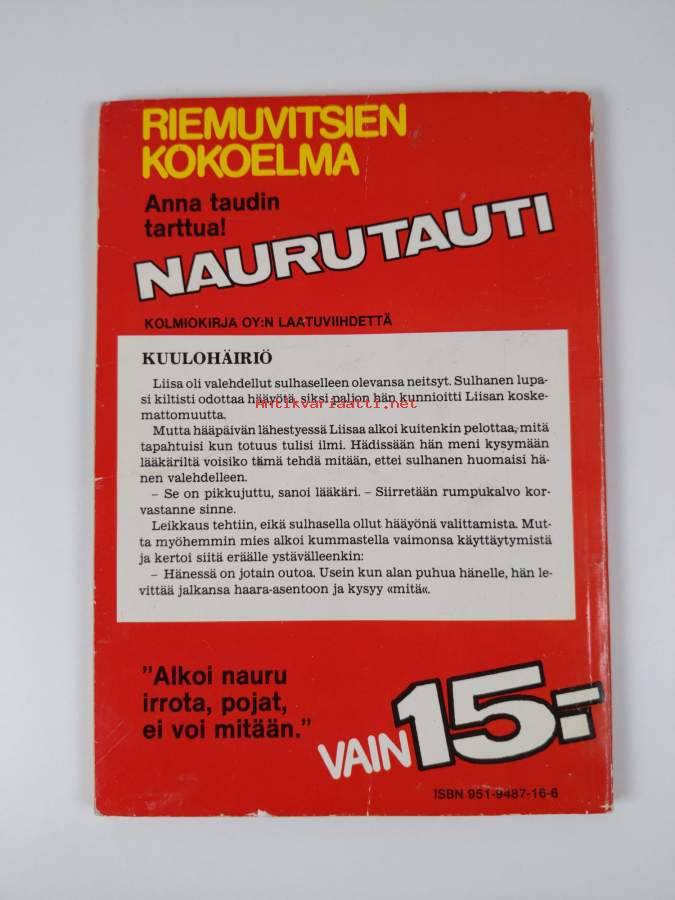 RIEMUVITSIEN
KOKOELMA
Anna taudin
tarttua!
NAURUTAUTI
KOLMIOKIRJA OY:N LAATUVIIHDETTÄ
KUULOHÄIRIÖ
Liisa oli valehdellut sulhaselleen olevansa neitsyt. Sulhanen lupa-
si kiltisti odottaa hääyötä, siksi paljon hän kunnioitti Liisan koske-
Antikvariaatti.net
mattomuutta.
Mutta hääpäivän lähestyessä Liisaa alkoi kuitenkin pelottaa, mitä
tapahtuisi kun totuus tulisi ilmi. Hädissään hän meni kysymään
lääkäriltä voisiko tämä tehdä mitään, ettei sulhanen huomaisi hä-
nen valehdelleen.
– Se on pikkujuttu, sanoi lääkäri. – Siirretään rumpukalvo kor-
vastanne sinne.
Leikkaus tehtiin, eikä sulhasella ollut hääyönä valittamista. Mut-
ta myöhemmin mies alkoi kummastella vaimonsa käyttäytymistä
ja kertoi siitä eräälle ystävälleenkin:
– Hänessä on jotain outoa. Usein kun alan puhua hänelle, hän le-
vittää jalkansa haara-asentoon ja kysyy «mitä«.
”Alkoi nauru
irrota, pojat,
ei voi mitään.”
VAIN 15:-
ISBN 951-9487-16-6